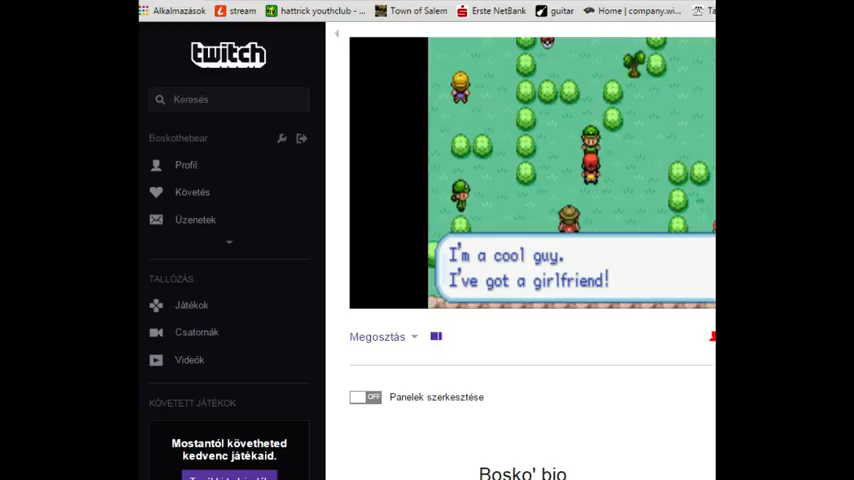 Alkalmazások stream hattrick youthclub - ... Town of Salem Erste NetBank guitar Home | company.wi...
twitch
Keresés
Boskothebear
Profil
Követés
Üzenetek
TALLÓZÁS
Játékok
Csatornák
Videók
KÖVETETT JÁTÉKOK
Mostantól követheted
kedvenc játékaid.
I'm a cool guy.
I've got a girlfriend!
Megosztás
OFF Panelek szerkesztése
Bosko' bio